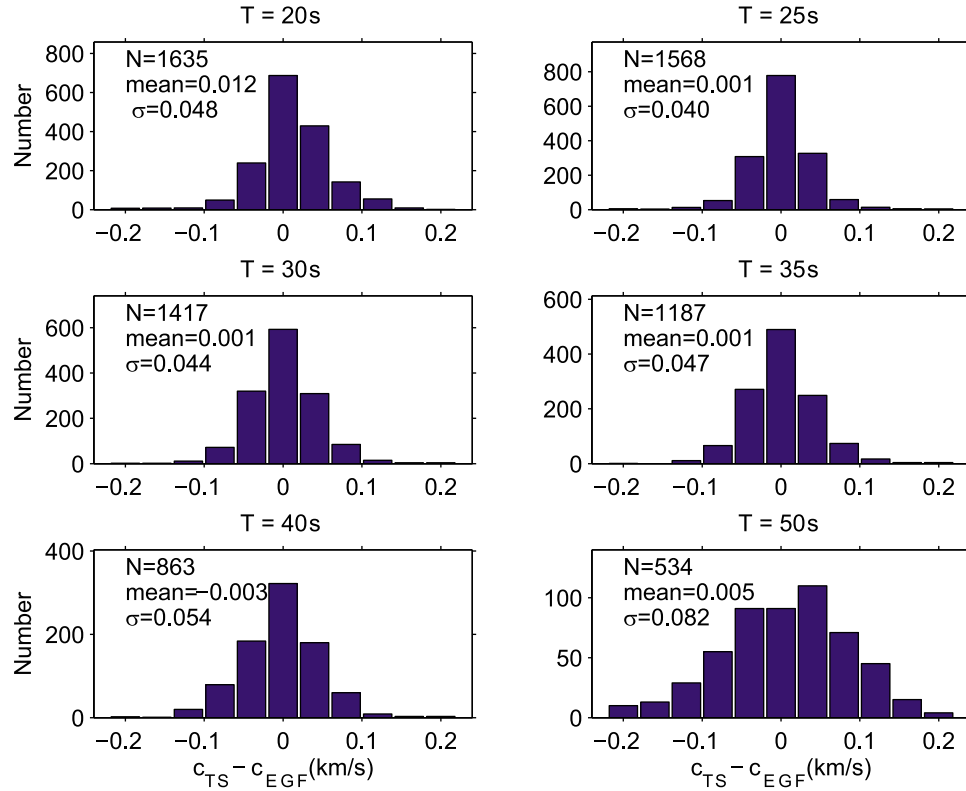 T = 20s
800
600
400
200
0
Number
N=1635
mean=0.012
σ=0.048
−0.2 −0.1 0 0.1 0.2
T = 25s
800
600
400
200
0
N=1568
mean=0.001
σ=0.040
−0.2 −0.1 0 0.1 0.2
T = 30s
600
400
200
0
Number
N=1417
mean=0.001
σ=0.044
−0.2 −0.1 0 0.1 0.2
T = 35s
600
400
200
0
N=1187
mean=0.001
σ=0.047
−0.2 −0.1 0 0.1 0.2
T = 40s
400
200
0
Number
N=863
mean=−0.003
σ=0.054
−0.2 −0.1 0 0.1 0.2
c_TS − c_EGF (km/s)
T = 50s
100
50
0
N=534
mean=0.005
σ=0.082
−0.2 −0.1 0 0.1 0.2
c_TS − c_EGF (km/s)